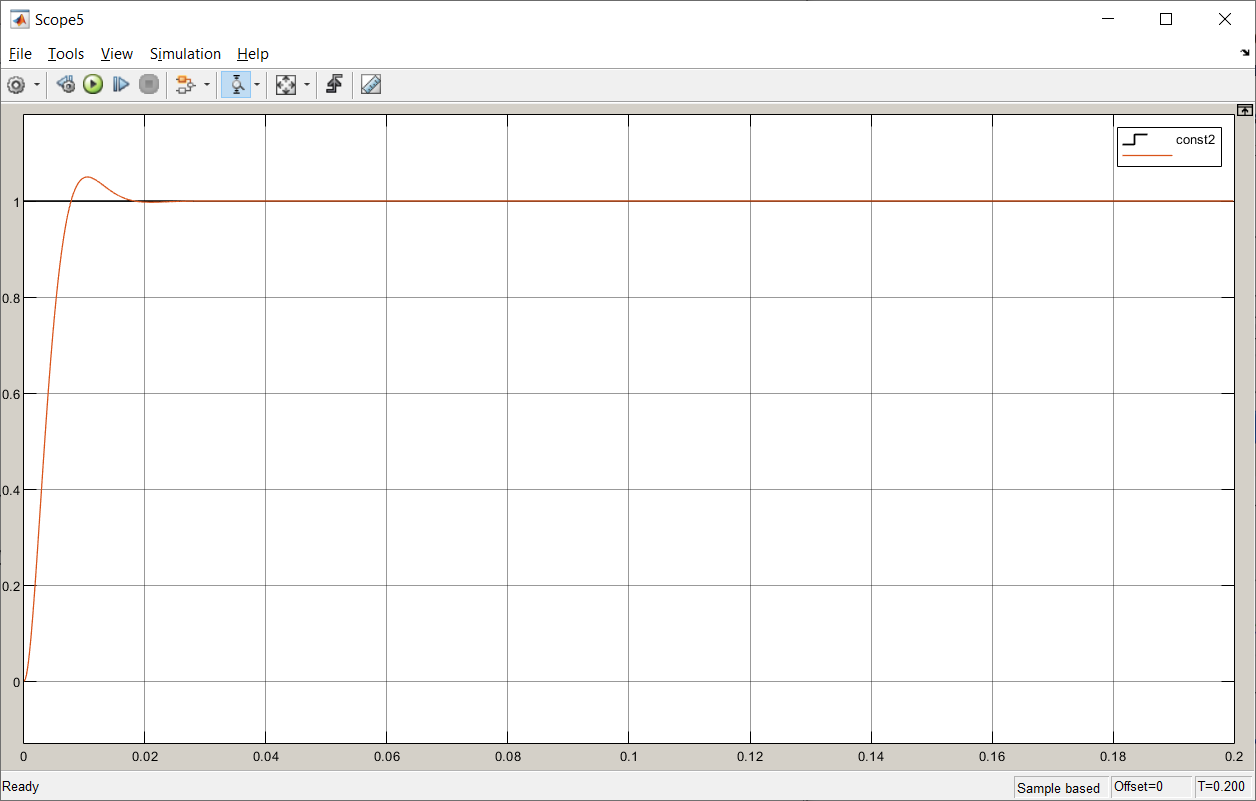 Scope5
File Tools View Simulation Help
const2
1
0.8
0.6
0.4
0.2
0
0 0.02 0.04 0.06 0.08 0.1 0.12 0.14 0.16 0.18 0.2
Ready Sample based Offset=0 T=0.200